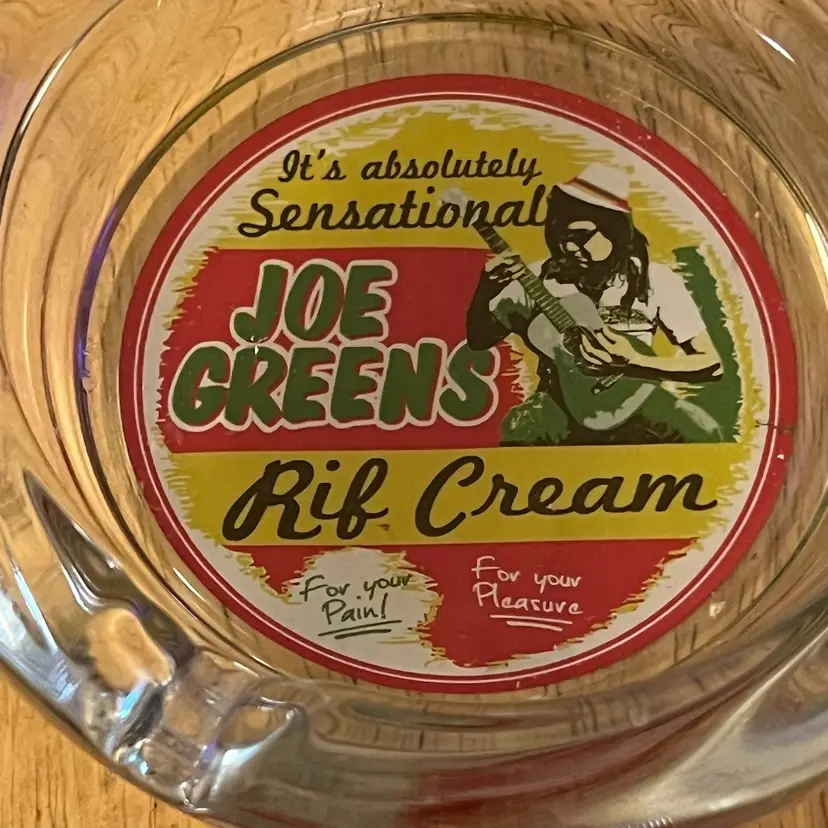 It's absolutely
Sensational
JOE
GREENS
Rif Cream
For your
Pain!
For your
Pleasure